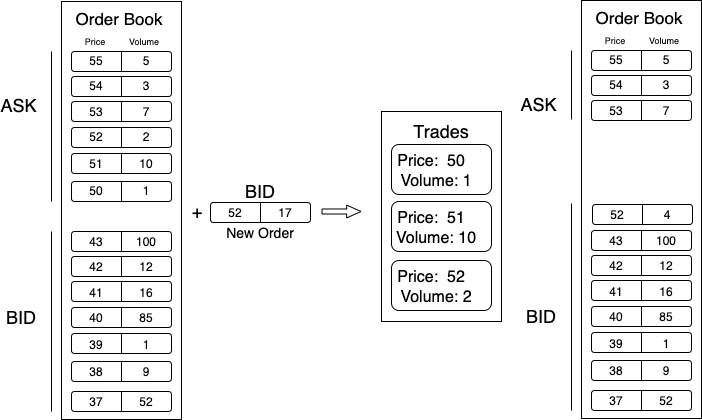 Order Book
Price Volume
ASK
55 5
54 3
53 7
52 2
51 10
50 1
BID
43 100
42 12
41 16
40 85
39 1
38 9
37 52
+
BID
52 17
New Order
Trades
Price: 50
Volume: 1
Price: 51
Volume: 10
Price: 52
Volume: 2
Order Book
Price Volume
ASK
55 5
54 3
53 7
BID
52 4
43 100
42 12
41 16
40 85
39 1
38 9
37 52